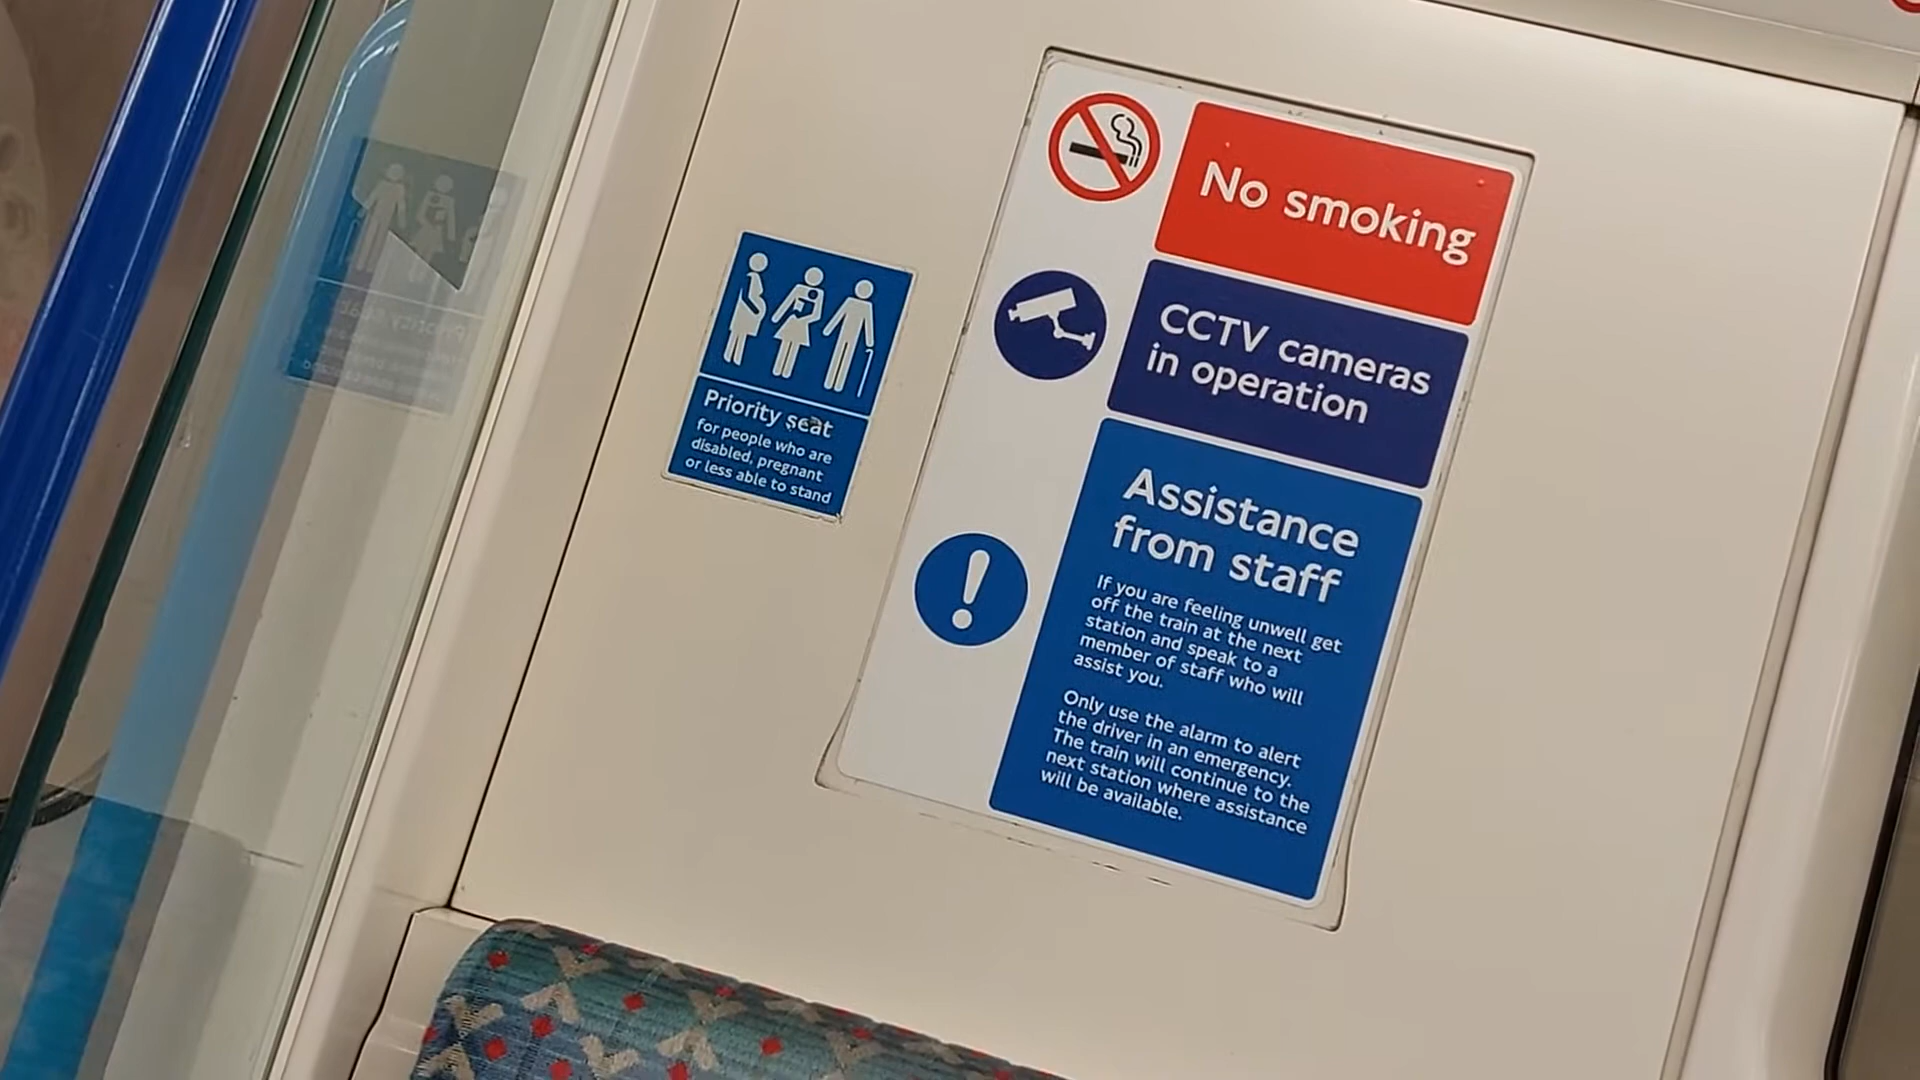 Priority seat
for people who are
disabled, pregnant
or less able to stand
No smoking
CCTV cameras
in operation
Assistance
from staff
If you are feeling unwell get
off the train at the next
station and speak to a
member of staff who will
assist you.
Only use the alarm to alert
the driver in an emergency.
The train will continue to the
next station where assistance
will be available.